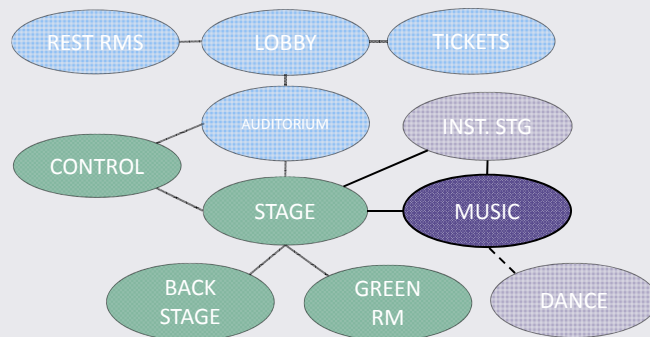 REST RMS
LOBBY
TICKETS
AUDITORIUM
INST. STG
CONTROL
STAGE
MUSIC
BACK
STAGE
GREEN
RM
DANCE